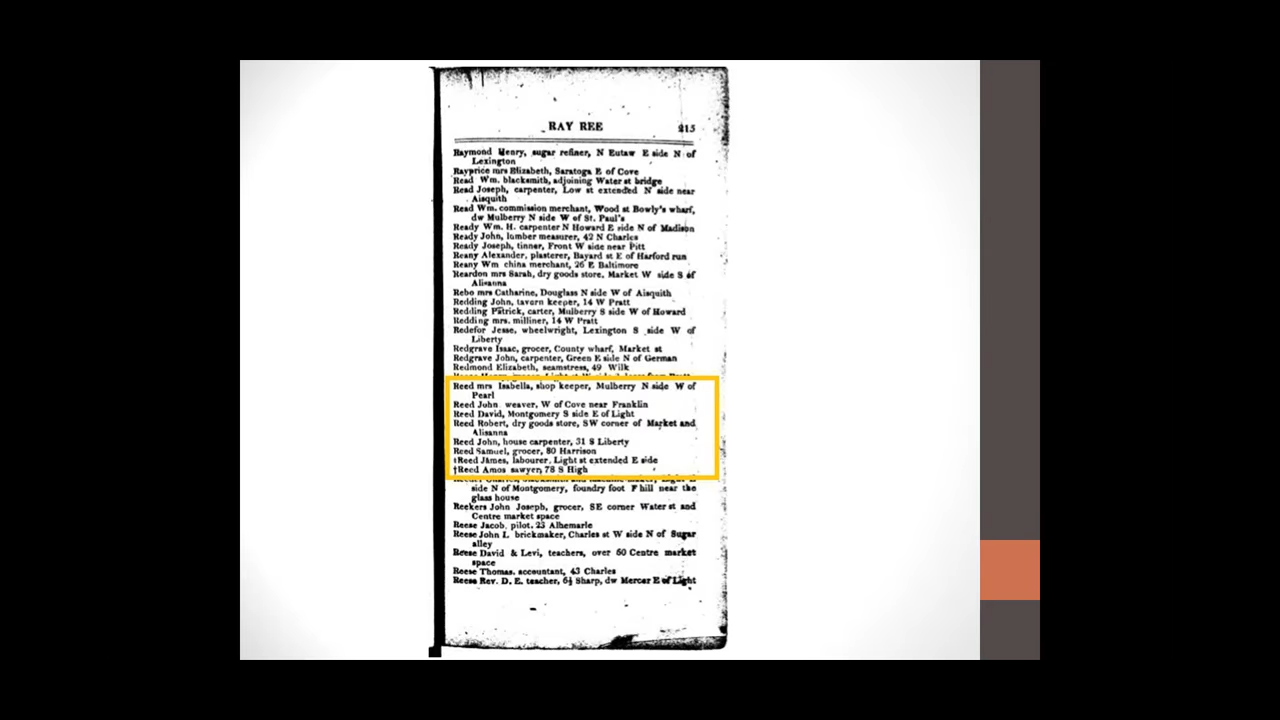 RAY REE 215
Raymond Henry, sugar refiner, N Eutaw E side N of
Lexington
Rayprice mrs Elizabeth, Saratoga E of Cove
Read Wm. blacksmith, adjoining Water st bridge
Read Joseph, carpenter, Low st extended N side near
Aisquith
Read Wm. commission merchant, Wood st Bowly's wharf,
dw Mulberry N side W of St. Paul's
Ready Wm. H. carpenter N Howard E side N of Madison
Ready John, lumber measurer, 42 N Charles
Ready Joseph, tinner, Front W side near Pitt
Reany Alexander, plasterer, Bayard st E of Harford run
Reany Wm china merchant, 26 E Baltimore
Reardon mrs Sarah, dry goods store, Market W side S of
Alisanna
Rebo mrs Catharine, Douglass N side W of Aisquith
Redding John, tavern keeper, 14 W Pratt
Redding Patrick, carter, Mulberry S side W of Howard
Redding mrs. milliner, 14 W Pratt
Redefor Jesse, wheelwright, Lexington S side W of
Liberty
Redgrave Isaac, grocer, County wharf, Market st
Redgrave John, carpenter, Green E side N of German
Redmond Elizabeth, seamstress, 49 Wilk
Reed mrs Isabella, shop keeper, Mulberry N side W of
Pearl
Reed John weaver, W of Cove near Franklin
Reed David, Montgomery S side E of Light
Reed Robert, dry goods store, SW corner of Market and
Alisanna
Reed John, house carpenter, 31 S Liberty
Reed Samuel, grocer, 80 Harrison
†Reed James, labourer, Light st extended E side
†Reed Amos sawyer, 78 S High
side N of Montgomery, foundry foot F hill near the
glass house
Reekers John Joseph, grocer, SE corner Water st and
Centre market space
Reese Jacob, pilot, 23 Albemarle
Reese John L brickmaker, Charles st W side N of Sugar
alley
Reese David & Levi, teachers, over 60 Centre market
space
Reese Thomas, accountant, 43 Charles
Reese Rev. D. E. teacher, 6½ Sharp, dw Mercer E of Light